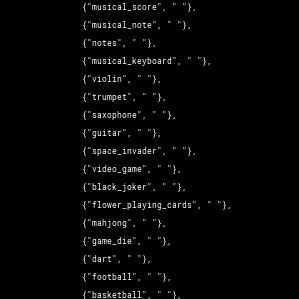 {"musical_score", " "},
{"musical_note", " "},
{"notes", " "},
{"musical_keyboard", " "},
{"violin", " "},
{"trumpet", " "},
{"saxophone", " "},
{"guitar", " "},
{"space_invader", " "},
{"video_game", " "},
{"black_joker", " "},
{"flower_playing_cards", " "},
{"mahjong", " "},
{"game_die", " "},
{"dart", " "},
{"football", " "},
{"basketball", " "},